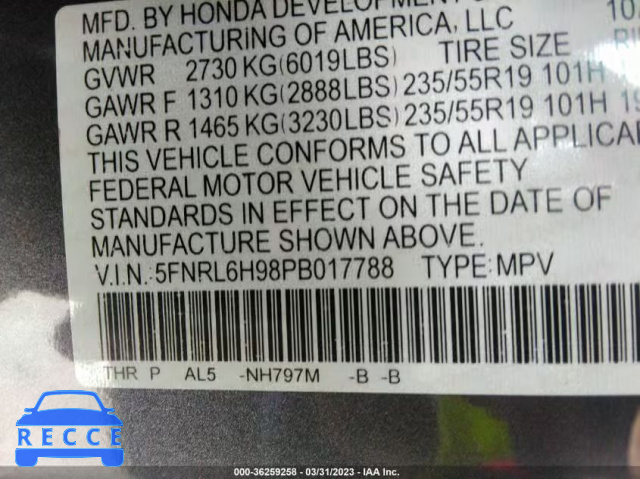 MFD. BY HONDA DEVELOPMENT 10
MANUFACTURING OF AMERICA, LLC
GVWR 2730 KG(6019LBS) TIRE SIZE
GAWR F 1310 KG(2888LBS) 235/55R19 101H
GAWR R 1465 KG(3230LBS) 235/55R19 101H 19
THIS VEHICLE CONFORMS TO ALL
FEDERAL MOTOR VEHICLE SAFETY
STANDARDS IN EFFECT ON THE DATE OF
MANUFACTURE SHOWN ABOVE.
V.I.N.:5FNRL6H98PB017788 TYPE:MPV
THR P AL5 -NH797M -B -B
RECCE
000-36259258 - 03/31/2023 - IAA Inc.